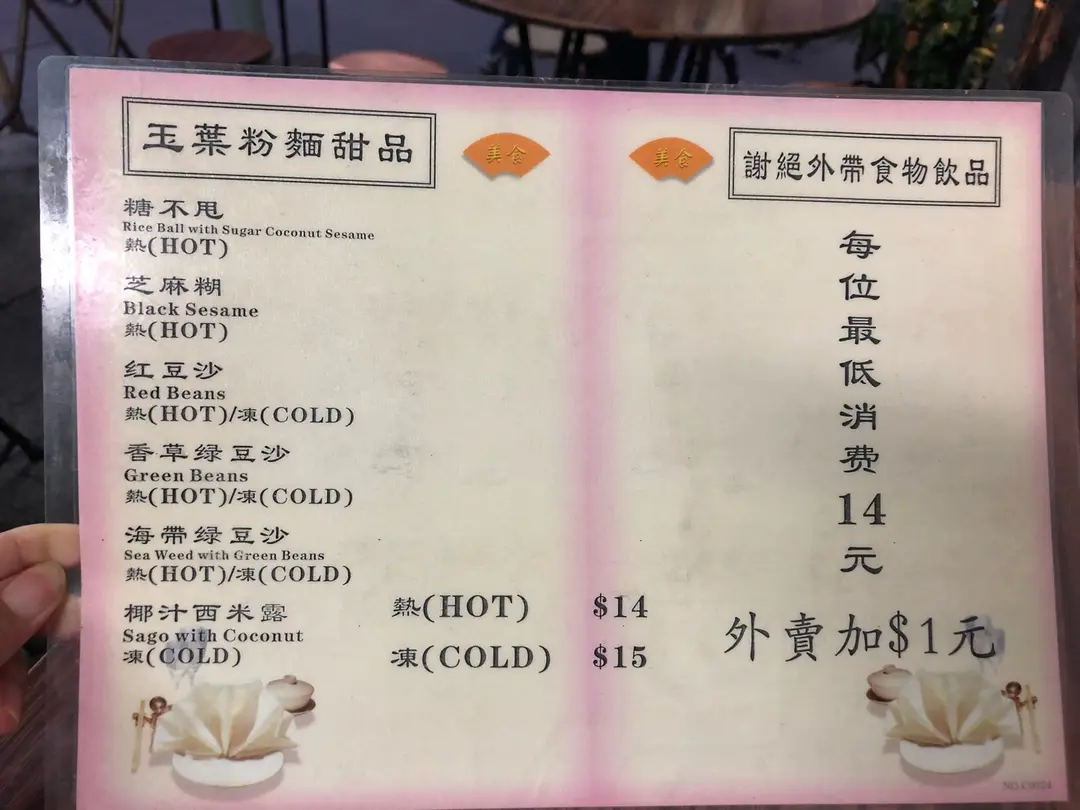 玉葉粉麵甜品
美食
糖不甩
Rice Ball with Sugar Coconut Sesame
熱(HOT)
芝麻糊
Black Sesame
熱(HOT)
红豆沙
Red Beans
熱(HOT)/凍(COLD)
香草绿豆沙
Green Beans
熱(HOT)/凍(COLD)
海帶绿豆沙
Sea Weed with Green Beans
熱(HOT)/凍(COLD)
椰汁西米露
Sago with Coconut
凍(COLD)
熱(HOT) $14
凍(COLD) $15
美食
謝絕外帶食物飲品
每位最低消费14元
外賣加$1元